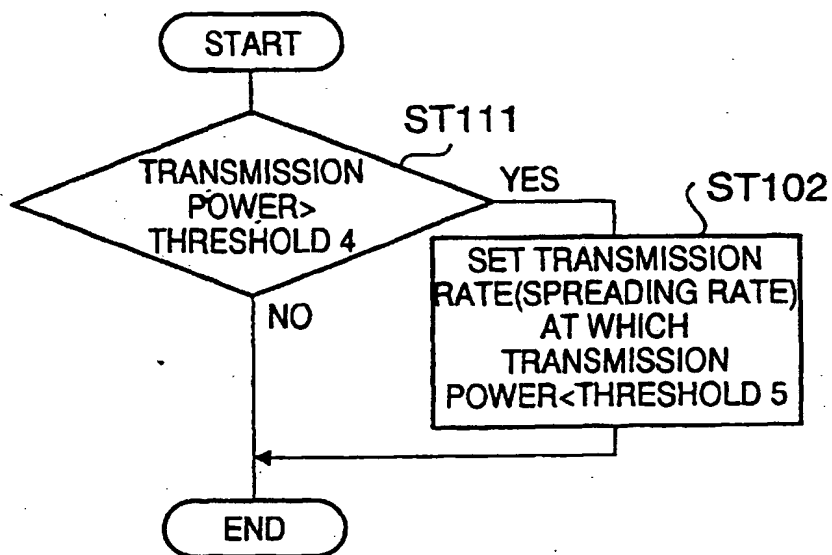 START
ST111
TRANSMISSION
POWER>
THRESHOLD 4
YES
ST102
SET TRANSMISSION
RATE(SPREADING RATE)
AT WHICH
TRANSMISSION
POWER<THRESHOLD 5
NO
END